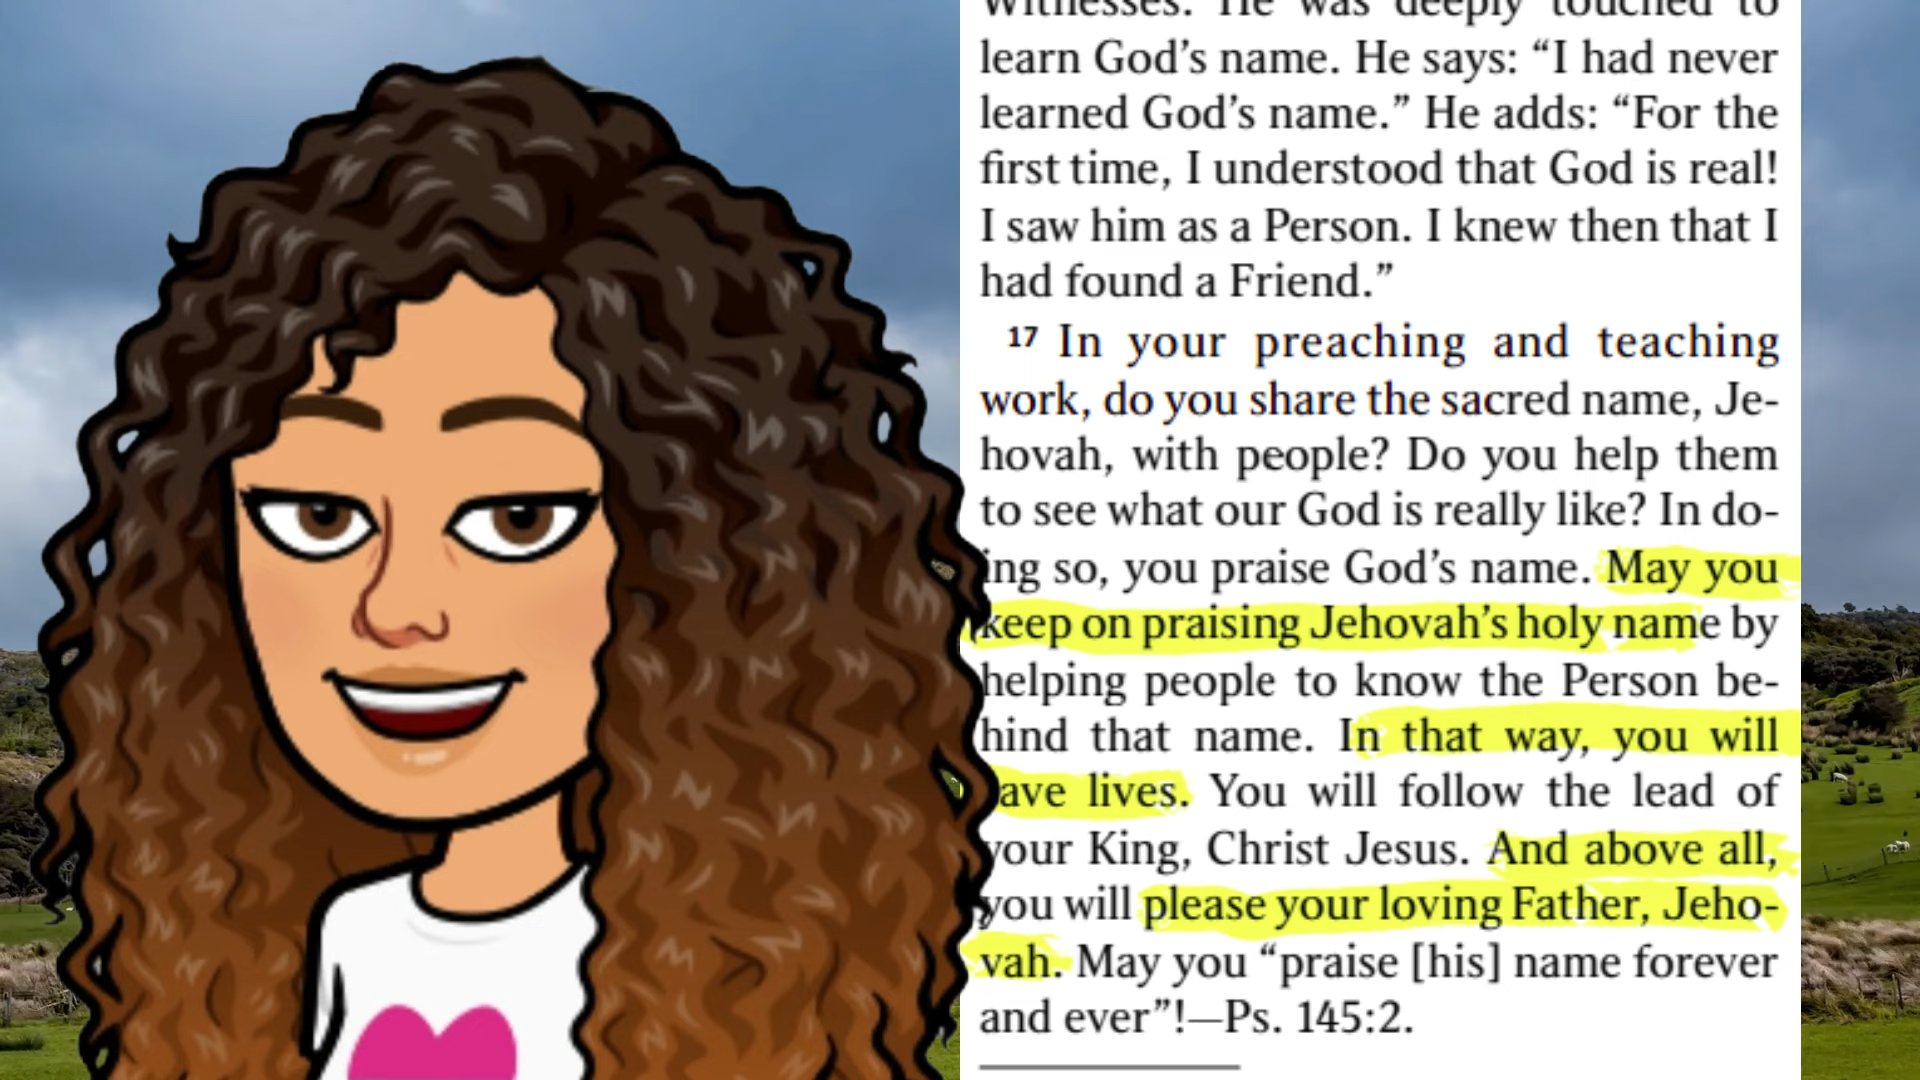 Witnesses. He was deeply touched to
learn God’s name. He says: “I had never
learned God’s name.” He adds: “For the
first time, I understood that God is real!
I saw him as a Person. I knew then that I
had found a Friend.”
17 In your preaching and teaching
work, do you share the sacred name, Je-
hovah, with people? Do you help them
to see what our God is really like? In do-
ing so, you praise God’s name. May you
keep on praising Jehovah’s holy name by
helping people to know the Person be-
hind that name. In that way, you will
save lives. You will follow the lead of
your King, Christ Jesus. And above all,
you will please your loving Father, Jeho-
vah. May you “praise [his] name forever
and ever”!—Ps. 145:2.